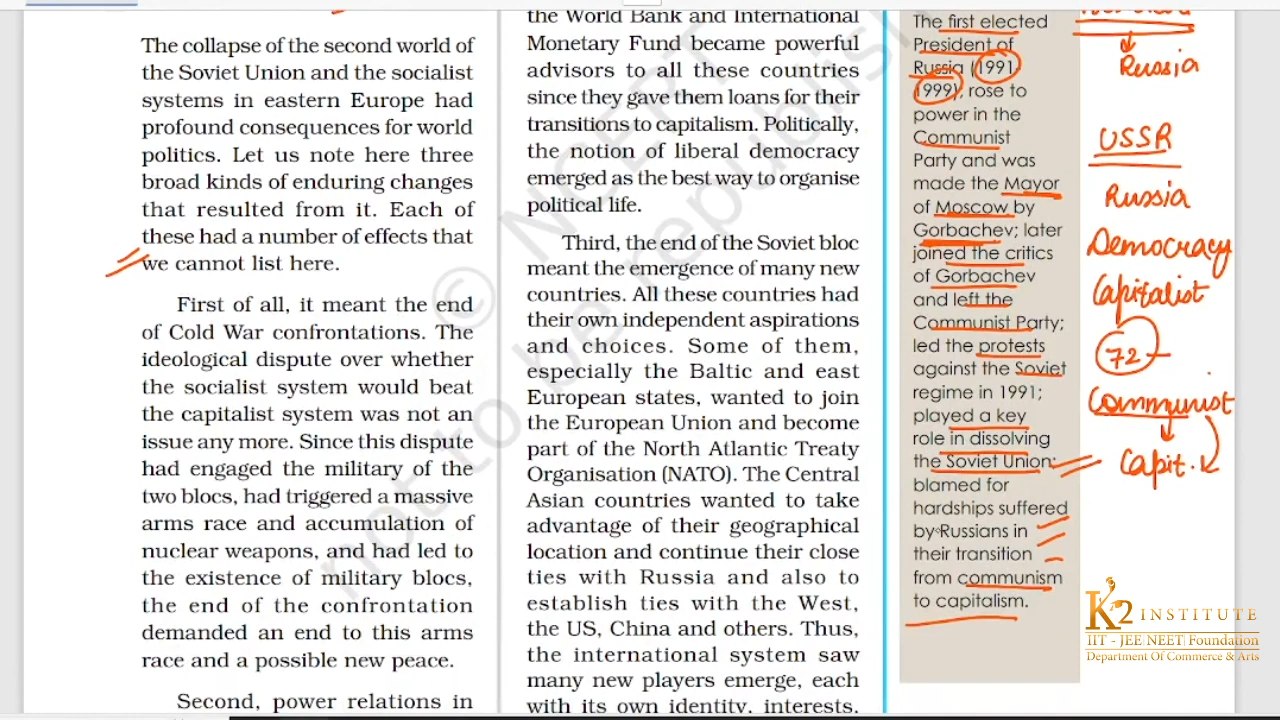 The collapse of the second world of
the Soviet Union and the socialist
systems in eastern Europe had
profound consequences for world
politics. Let us note here three
broad kinds of enduring changes
that resulted from it. Each of
these had a number of effects that
we cannot list here.
First of all, it meant the end
of Cold War confrontations. The
ideological dispute over whether
the socialist system would beat
the capitalist system was not an
issue any more. Since this dispute
had engaged the military of the
two blocs, had triggered a massive
arms race and accumulation of
nuclear weapons, and had led to
the existence of military blocs,
the end of the confrontation
demanded an end to this arms
race and a possible new peace.
Second, power relations in
the World Bank and International
Monetary Fund became powerful
advisors to all these countries
since they gave them loans for their
transitions to capitalism. Politically,
the notion of liberal democracy
emerged as the best way to organise
political life.
Third, the end of the Soviet bloc
meant the emergence of many new
countries. All these countries had
their own independent aspirations
and choices. Some of them,
especially the Baltic and east
European states, wanted to join
the European Union and become
part of the North Atlantic Treaty
Organisation (NATO). The Central
Asian countries wanted to take
advantage of their geographical
location and continue their close
ties with Russia and also to
establish ties with the West,
the US, China and others. Thus,
the international system saw
many new players emerge, each
with its own identity, interests,
The first elected
President of
Russia (1991-
1999), rose to
power in the
Communist
Party and was
made the Mayor
of Moscow by
Gorbachev; later
joined the critics
of Gorbachev
and left the
Communist Party;
led the protests
against the Soviet
regime in 1991;
played a key
role in dissolving
the Soviet Union;
blamed for
hardships suffered
by Russians in
their transition
from communism
to capitalism.
Russia
USSR
Russia
Democracy
Capitalist
72
Communist
Capit.
K2 INSTITUTE
IIT - JEE|NEET|Foundation
Department Of Commerce & Arts
© NCERT
not to be republish